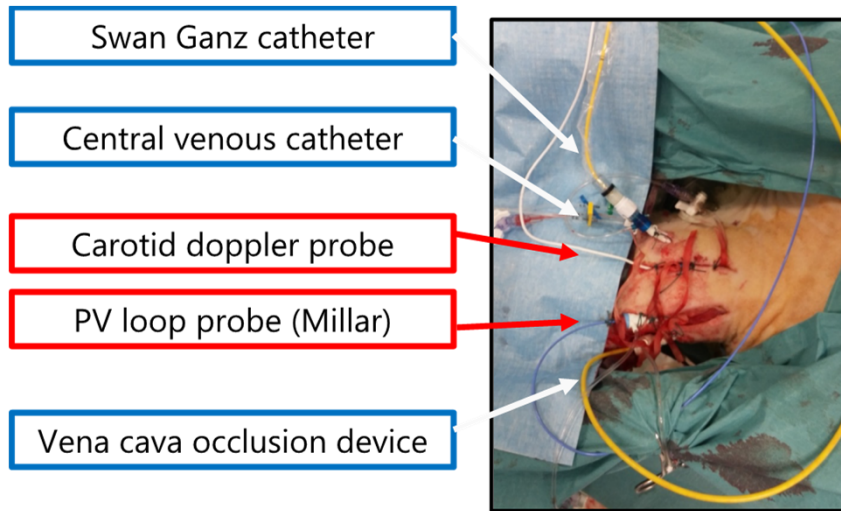 Swan Ganz catheter
Central venous catheter
Carotid doppler probe
PV loop probe (Millar)
Vena cava occlusion device